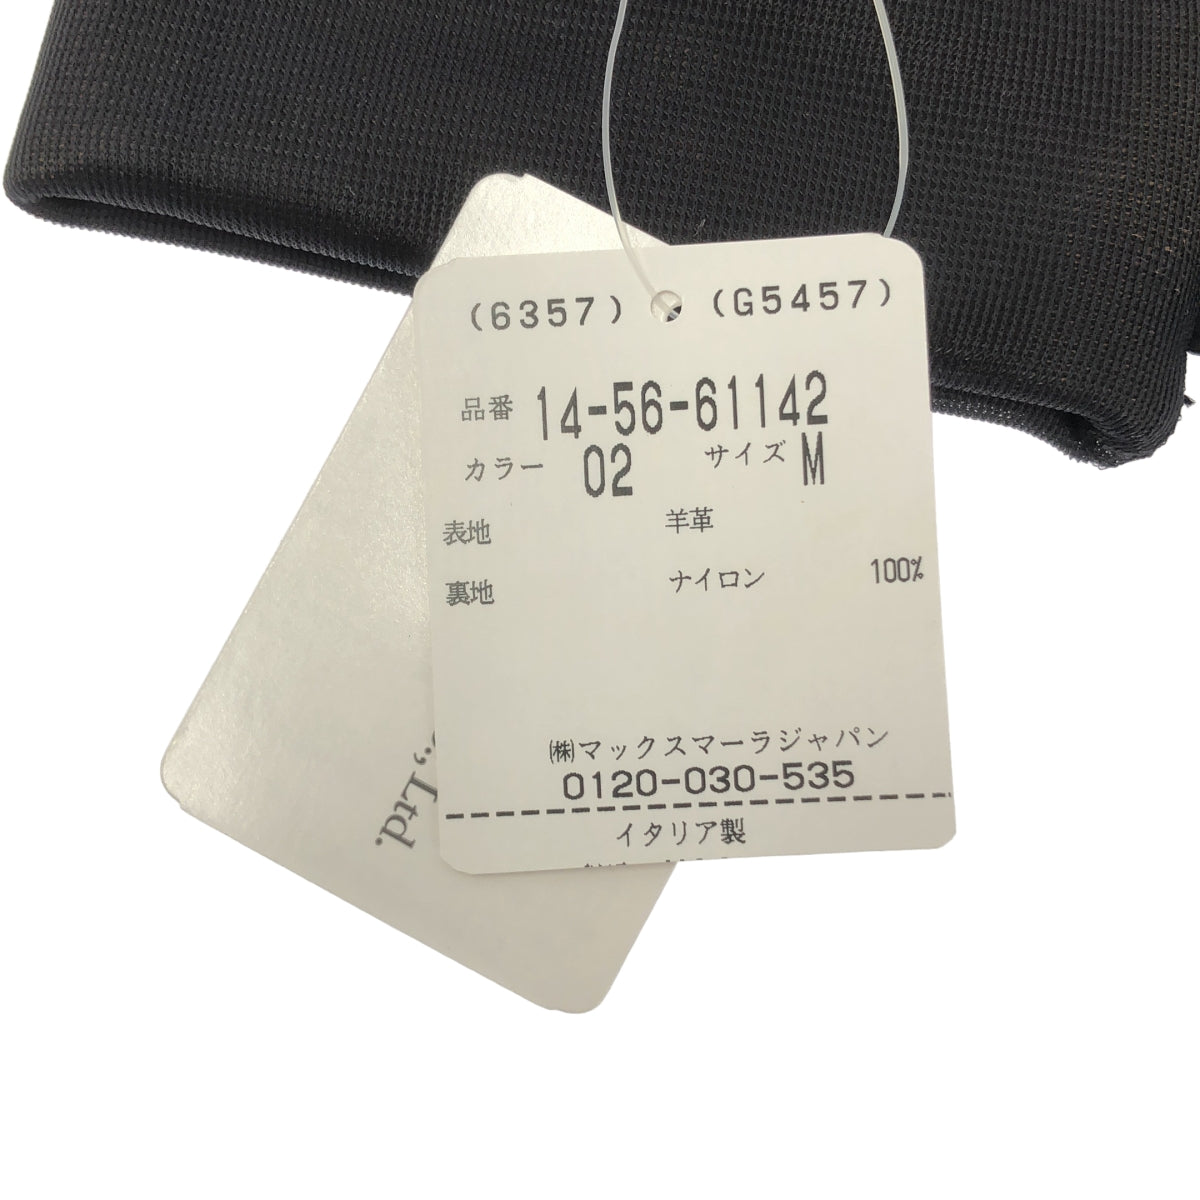 (6357) (G5457)
品番 14-56-61142
カラー 02 サイズ M
表地 羊革
裏地 ナイロン 100%
㈱マックスマーラジャパン
0120-030-535
イタリア製
.,Ltd.